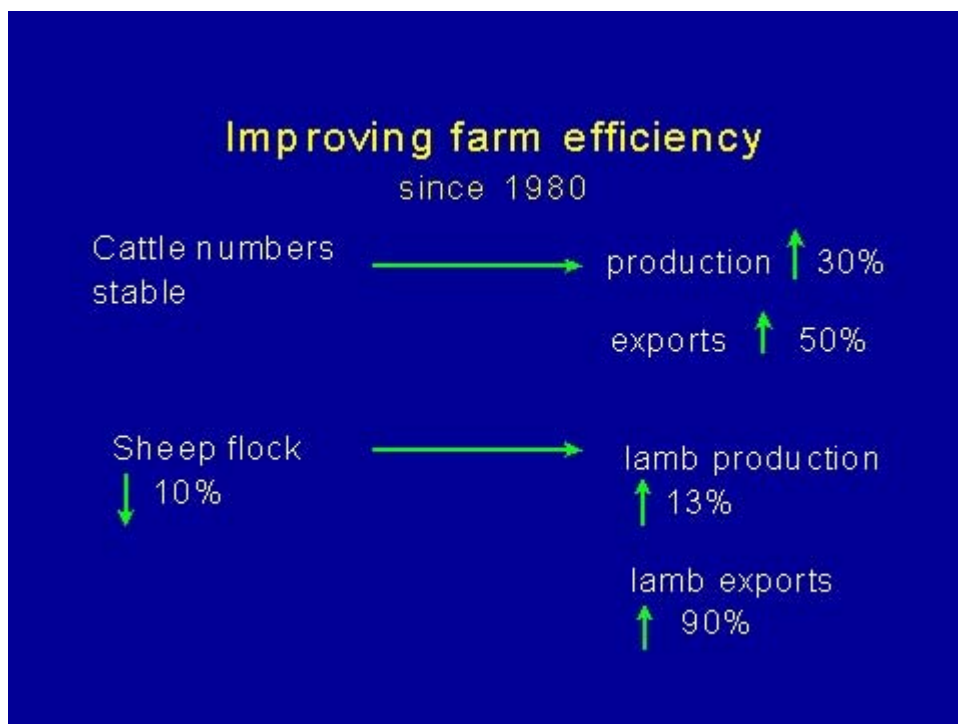 Improving farm efficiency
since 1980
Cattle numbers
stable
production 30%
exports 50%
Sheep flock
10%
lamb production
13%
lamb exports
90%